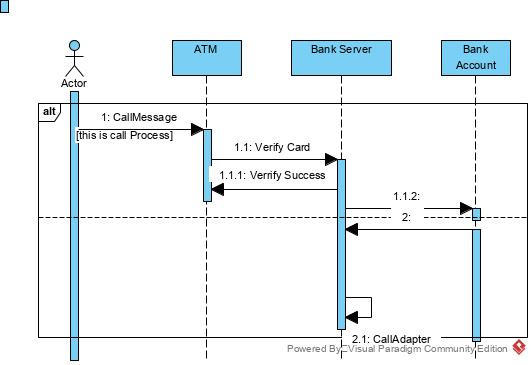 ATM
Bank Server
Bank
Account
Actor
alt
1: CallMessage
[this is call Process]
1.1: Verify Card
1.1.1: Verrify Success
1.1.2:
2:
2.1: CallAdapter
Powered By Visual Paradigm Community Edition